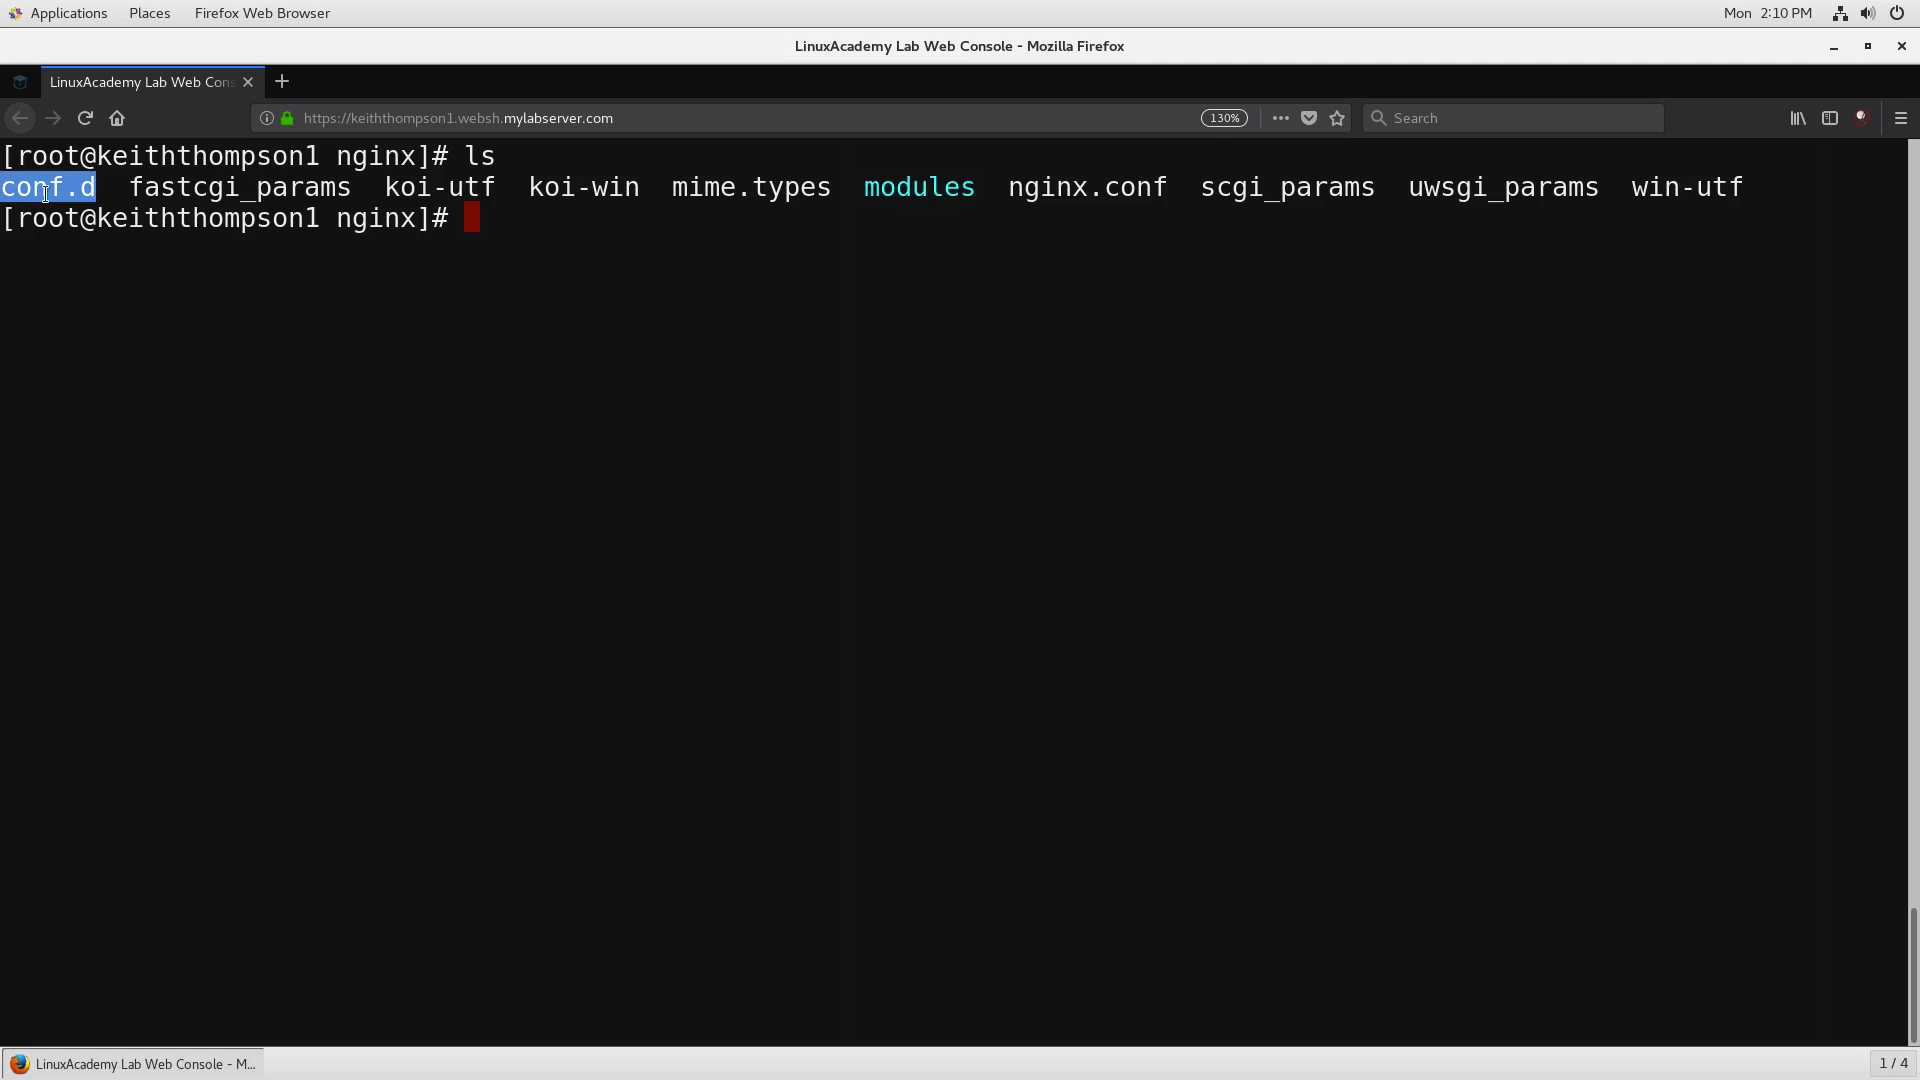 Applications Places Firefox Web Browser Mon 2:10 PM
LinuxAcademy Lab Web Console - Mozilla Firefox
LinuxAcademy Lab Web Cons
https://keiththompson1.websh.mylabserver.com 130% Search
[root@keiththompson1 nginx]# ls
conf.d fastcgi_params koi-utf koi-win mime.types modules nginx.conf scgi_params uwsgi_params win-utf
[root@keiththompson1 nginx]#
LinuxAcademy Lab Web Console - M... 1 / 4